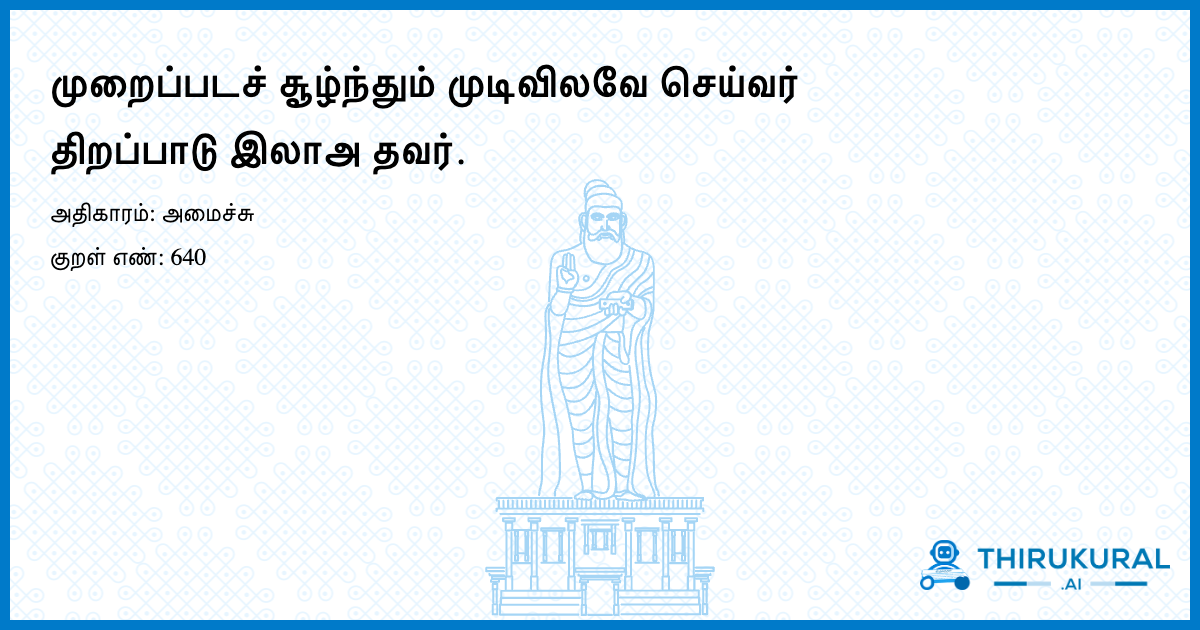 முறைப்படச் சூழ்ந்தும் முடிவிலவே செய்வர்
திறப்பாடு இலாஅ தவர்.
அதிகாரம்: அமைச்சு
குறள் எண்: 640
THIRUKURAL
.AI